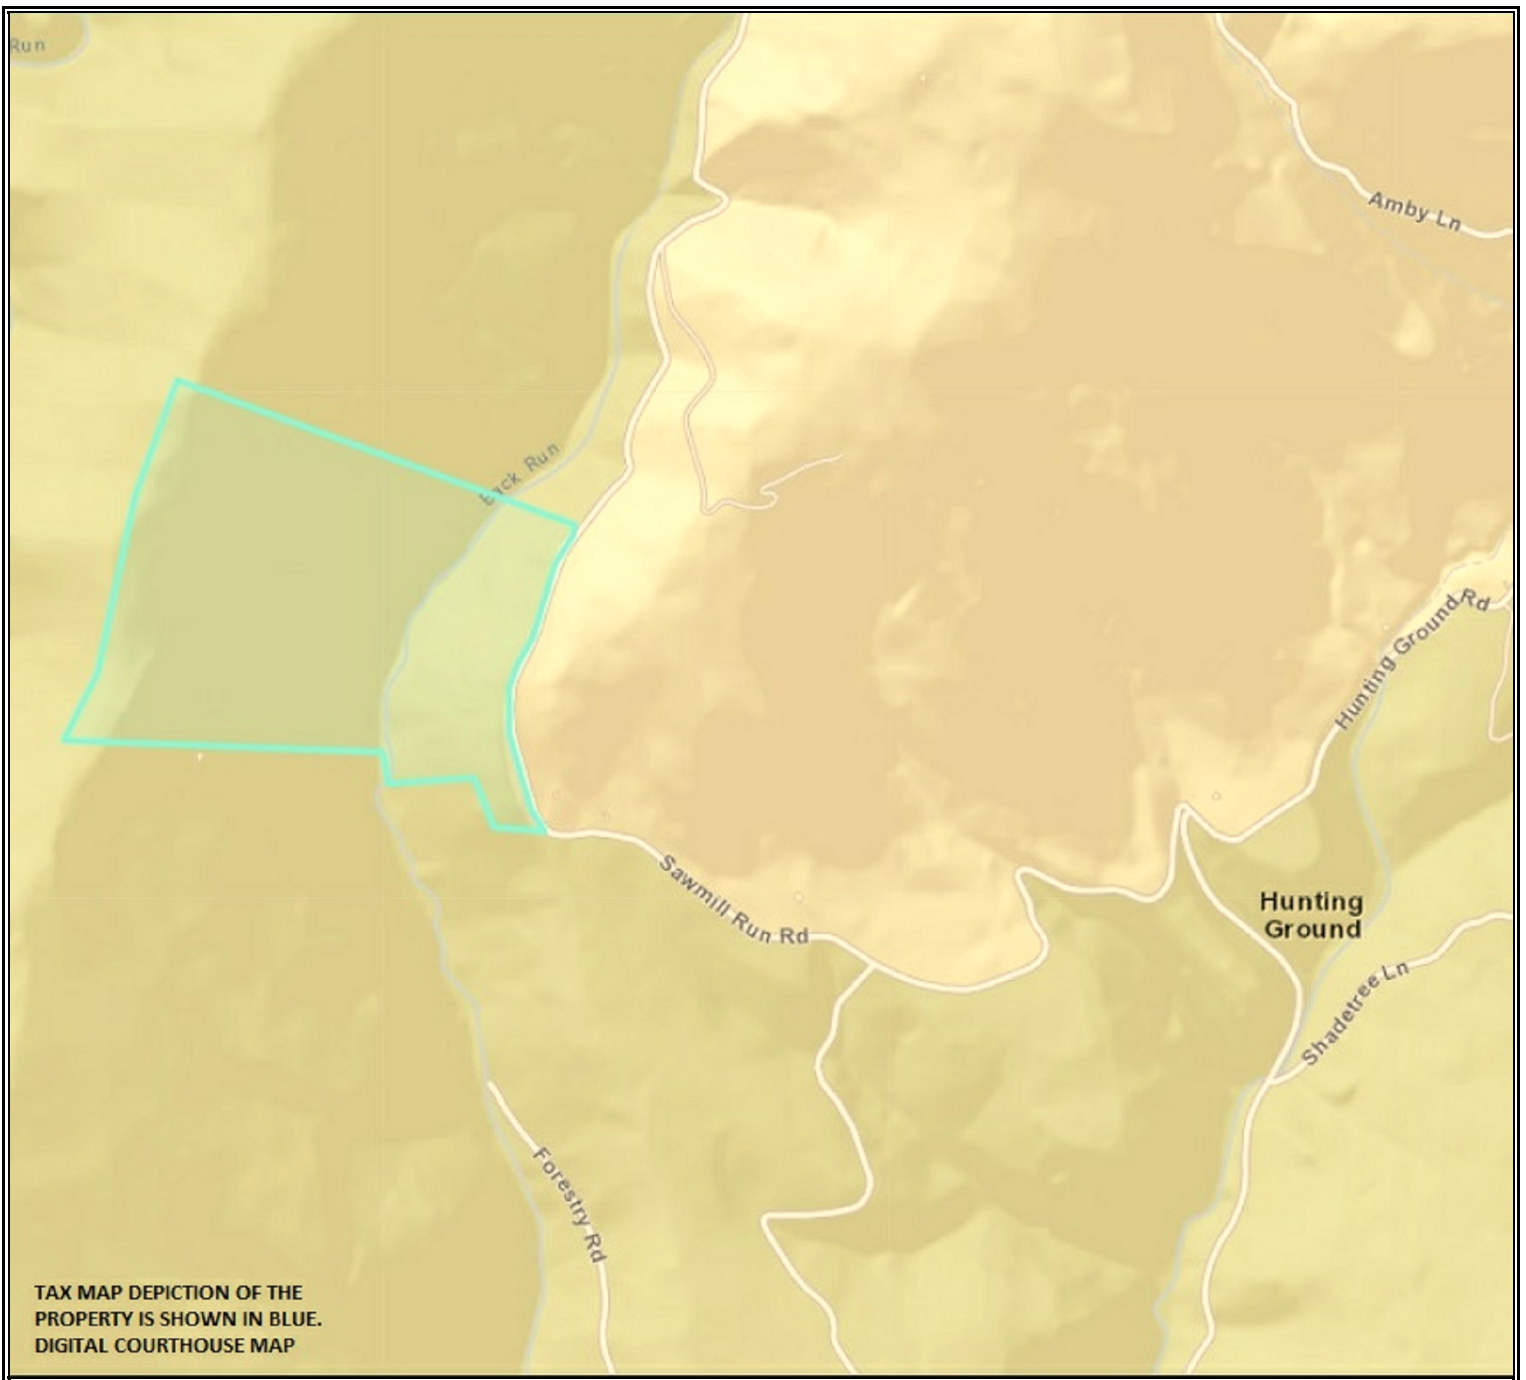 Run
Amby Ln
Run
Hunting Ground Rd
Sawmill Run Rd
Hunting
Ground
Shadetree Ln
Forestry Rd
TAX MAP DEPICTION OF THE
PROPERTY IS SHOWN IN BLUE.
DIGITAL COURTHOUSE MAP